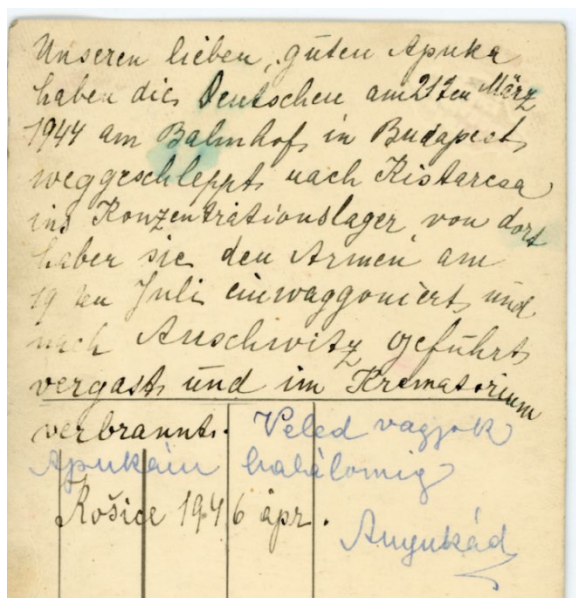 Unseren lieben, guten Apuka
haben die Deutschen am 21ten März
1944 am Bahnhof in Budapest
weggeschleppt nach Kistarcsa
ins Konzentrationslager, von dort
haben sie den Armen am
19ten Juli einwaggoniert und
nach Auschwitz geführt
vergast und im Krematorium
verbrannt. Veled vagyok
Apukám halálomig
Košice 1946 ápr.
Anyukád